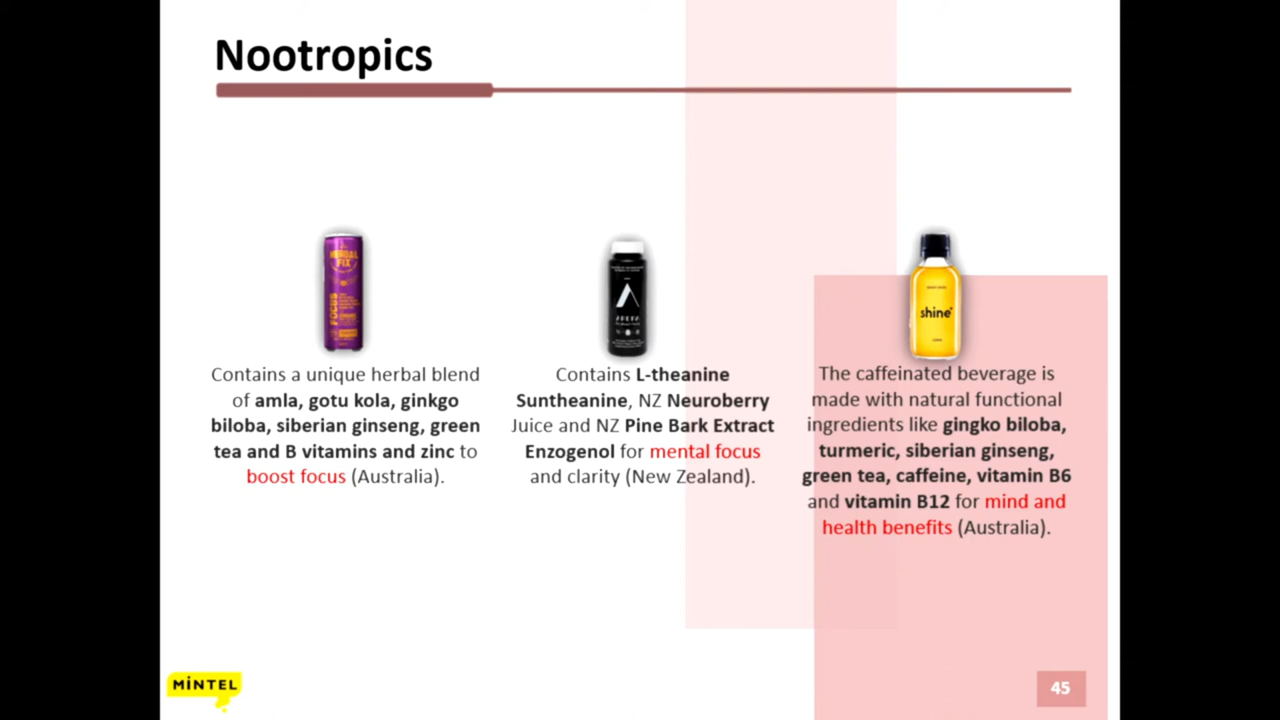 Nootropics
HERBAL
FIX
FOCUS
shine+
Contains a unique herbal blend
of amla, gotu kola, ginkgo
biloba, siberian ginseng, green
tea and B vitamins and zinc to
boost focus (Australia).
Contains L-theanine
Suntheanine, NZ Neuroberry
Juice and NZ Pine Bark Extract
Enzogenol for mental focus
and clarity (New Zealand).
The caffeinated beverage is
made with natural functional
ingredients like gingko biloba,
turmeric, siberian ginseng,
green tea, caffeine, vitamin B6
and vitamin B12 for mind and
health benefits (Australia).
MiNTEL
45